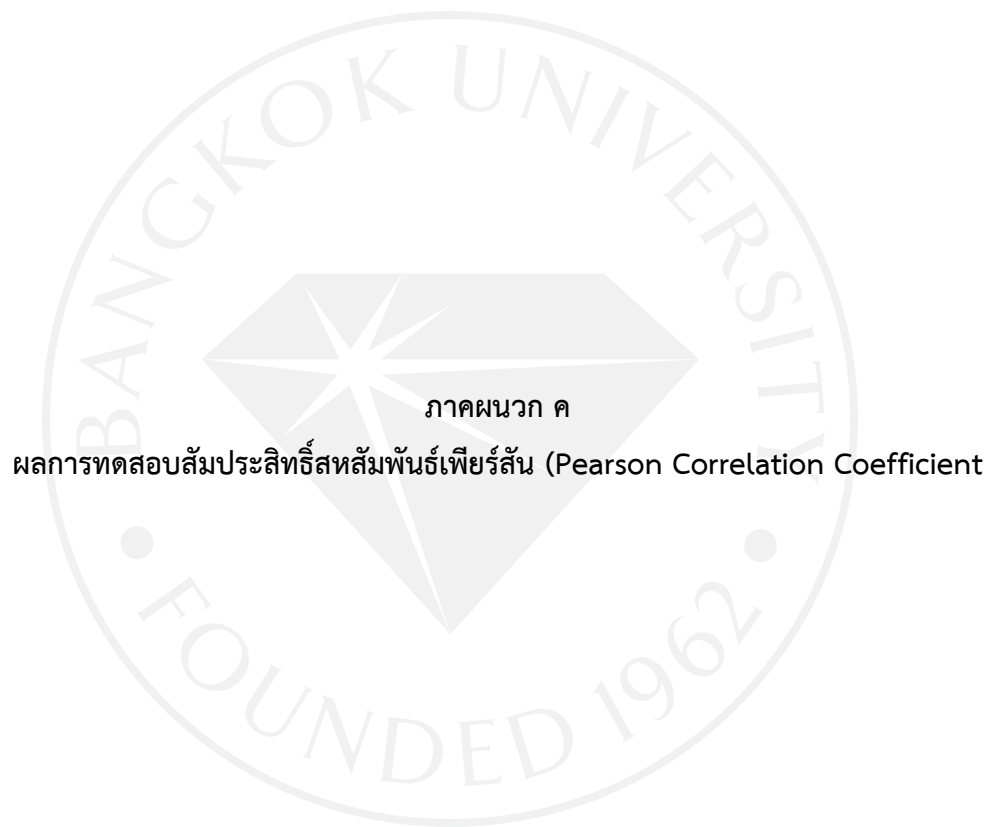 BANGKOK UNIVERSITY
ภาคผนวก ค
ผลการทดสอบสัมประสิทธิ์สหสัมพันธ์เพียร์สัน (Pearson Correlation Coefficient
FOUNDED 1962